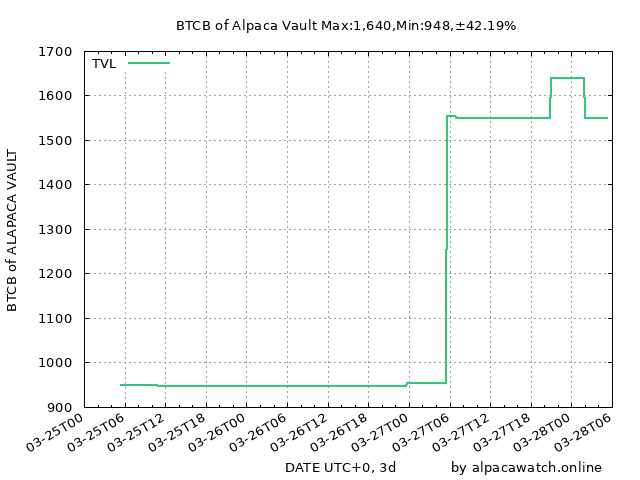 BTCB of Alpaca Vault Max:1,640,Min:948,±42.19%
TVL
1700
1600
1500
1400
1300
1200
1100
1000
900
BTCB of ALAPACA VAULT
03-25T00
03-25T06
03-25T12
03-25T18
03-26T00
03-26T06
03-26T12
03-26T18
03-27T00
03-27T06
03-27T12
03-27T18
03-28T00
03-28T06
DATE UTC+0, 3d
by alpacawatch.online